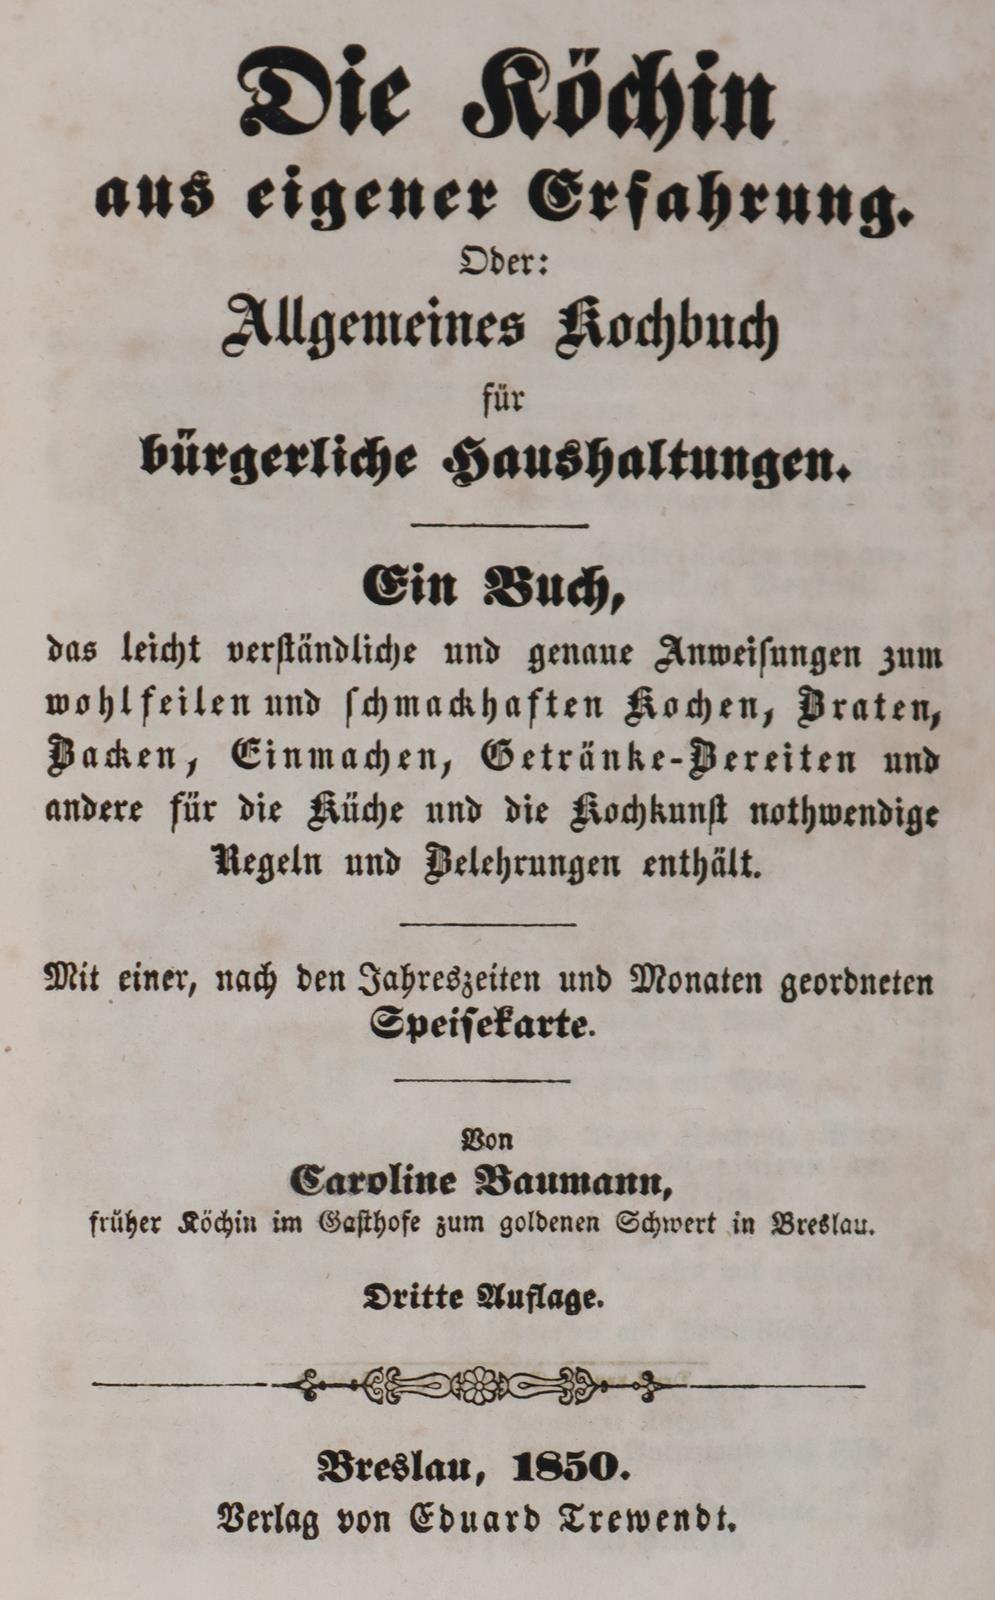 Die Köchin
aus eigener Erfahrung.
Oder:
Allgemeines Kochbuch
für
bürgerliche Haushaltungen.
Ein Buch,
das leicht verſtändliche und genaue Anweiſungen zum
wohlfeilen und ſchmackhaften Kochen, Braten,
Backen, Einmachen, Getränke-Bereiten und
andere für die Küche und die Kochkunſt nothwendige
Regeln und Belehrungen enthält.
Mit einer, nach den Jahreszeiten und Monaten geordneten
Speiſekarte.
Von
Caroline Baumann,
früher Köchin im Gaſthofe zum goldenen Schwert in Breslau.
Dritte Auflage.
Breslau, 1850.
Verlag von Eduard Trewendt.